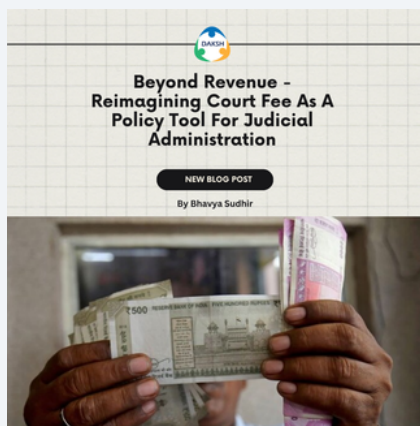 DAKSH
Beyond Revenue -
Reimagining Court Fee As A
Policy Tool For Judicial
Administration
NEW BLOG POST
By Bhavya Sudhir
₹500 RESERVE BANK OF INDIA